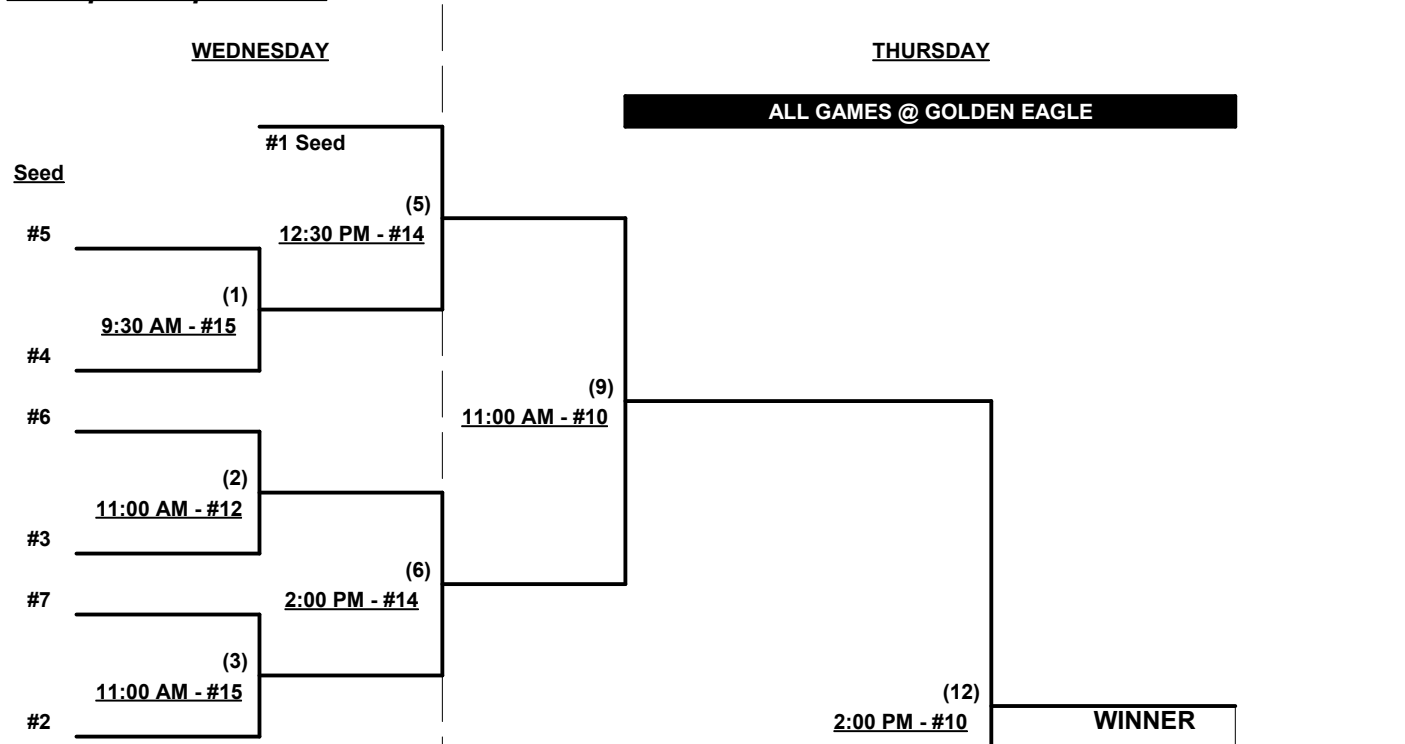 WEDNESDAY
THURSDAY
ALL GAMES @ GOLDEN EAGLE
#1 Seed
Seed
(5)
#5
12:30 PM - #14
(1)
9:30 AM - #15
#4
(9)
#6
11:00 AM - #10
(2)
11:00 AM - #12
#3
(6)
#7
2:00 PM - #14
(3)
11:00 AM - #15
(12)
#2
2:00 PM - #10
WINNER